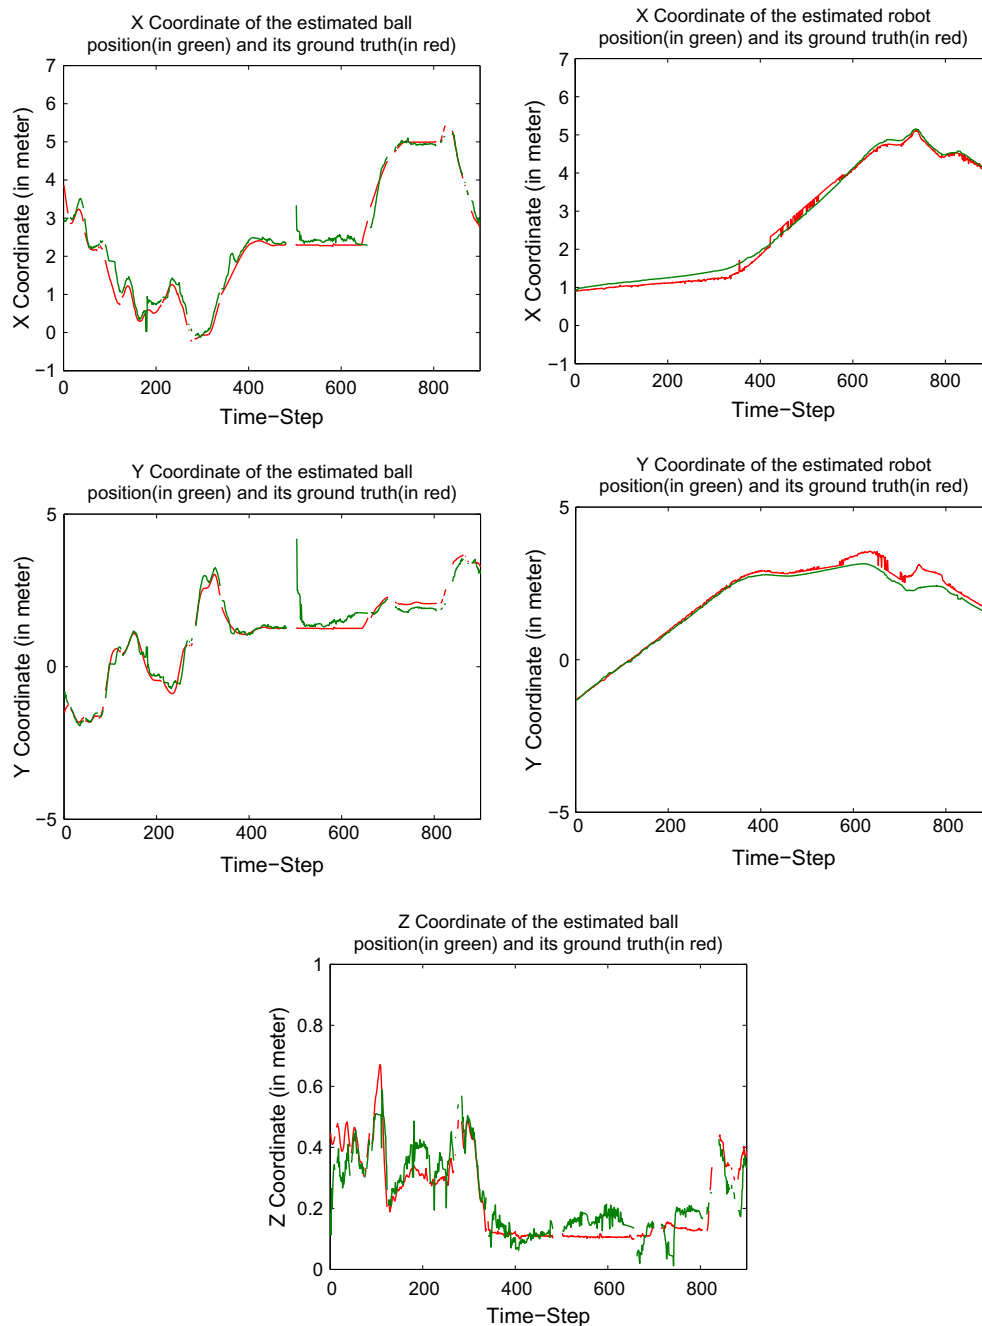 X Coordinate of the estimated ball
position(in green) and its ground truth(in red)
7
6
5
4
3
2
1
0
−1
0 200 400 600 800
X Coordinate (in meter)
Time−Step
X Coordinate of the estimated robot
position(in green) and its ground truth(in red)
7
6
5
4
3
2
1
0
−1
0 200 400 600 800
X Coordinate (in meter)
Time−Step
Y Coordinate of the estimated ball
position(in green) and its ground truth(in red)
5
0
−5
0 200 400 600 800
Y Coordinate (in meter)
Time−Step
Y Coordinate of the estimated robot
position(in green) and its ground truth(in red)
5
0
−5
0 200 400 600 800
Y Coordinate (in meter)
Time−Step
Z Coordinate of the estimated ball
position(in green) and its ground truth(in red)
1
0.8
0.6
0.4
0.2
0
0 200 400 600 800
Z Coordinate (in meter)
Time−Step